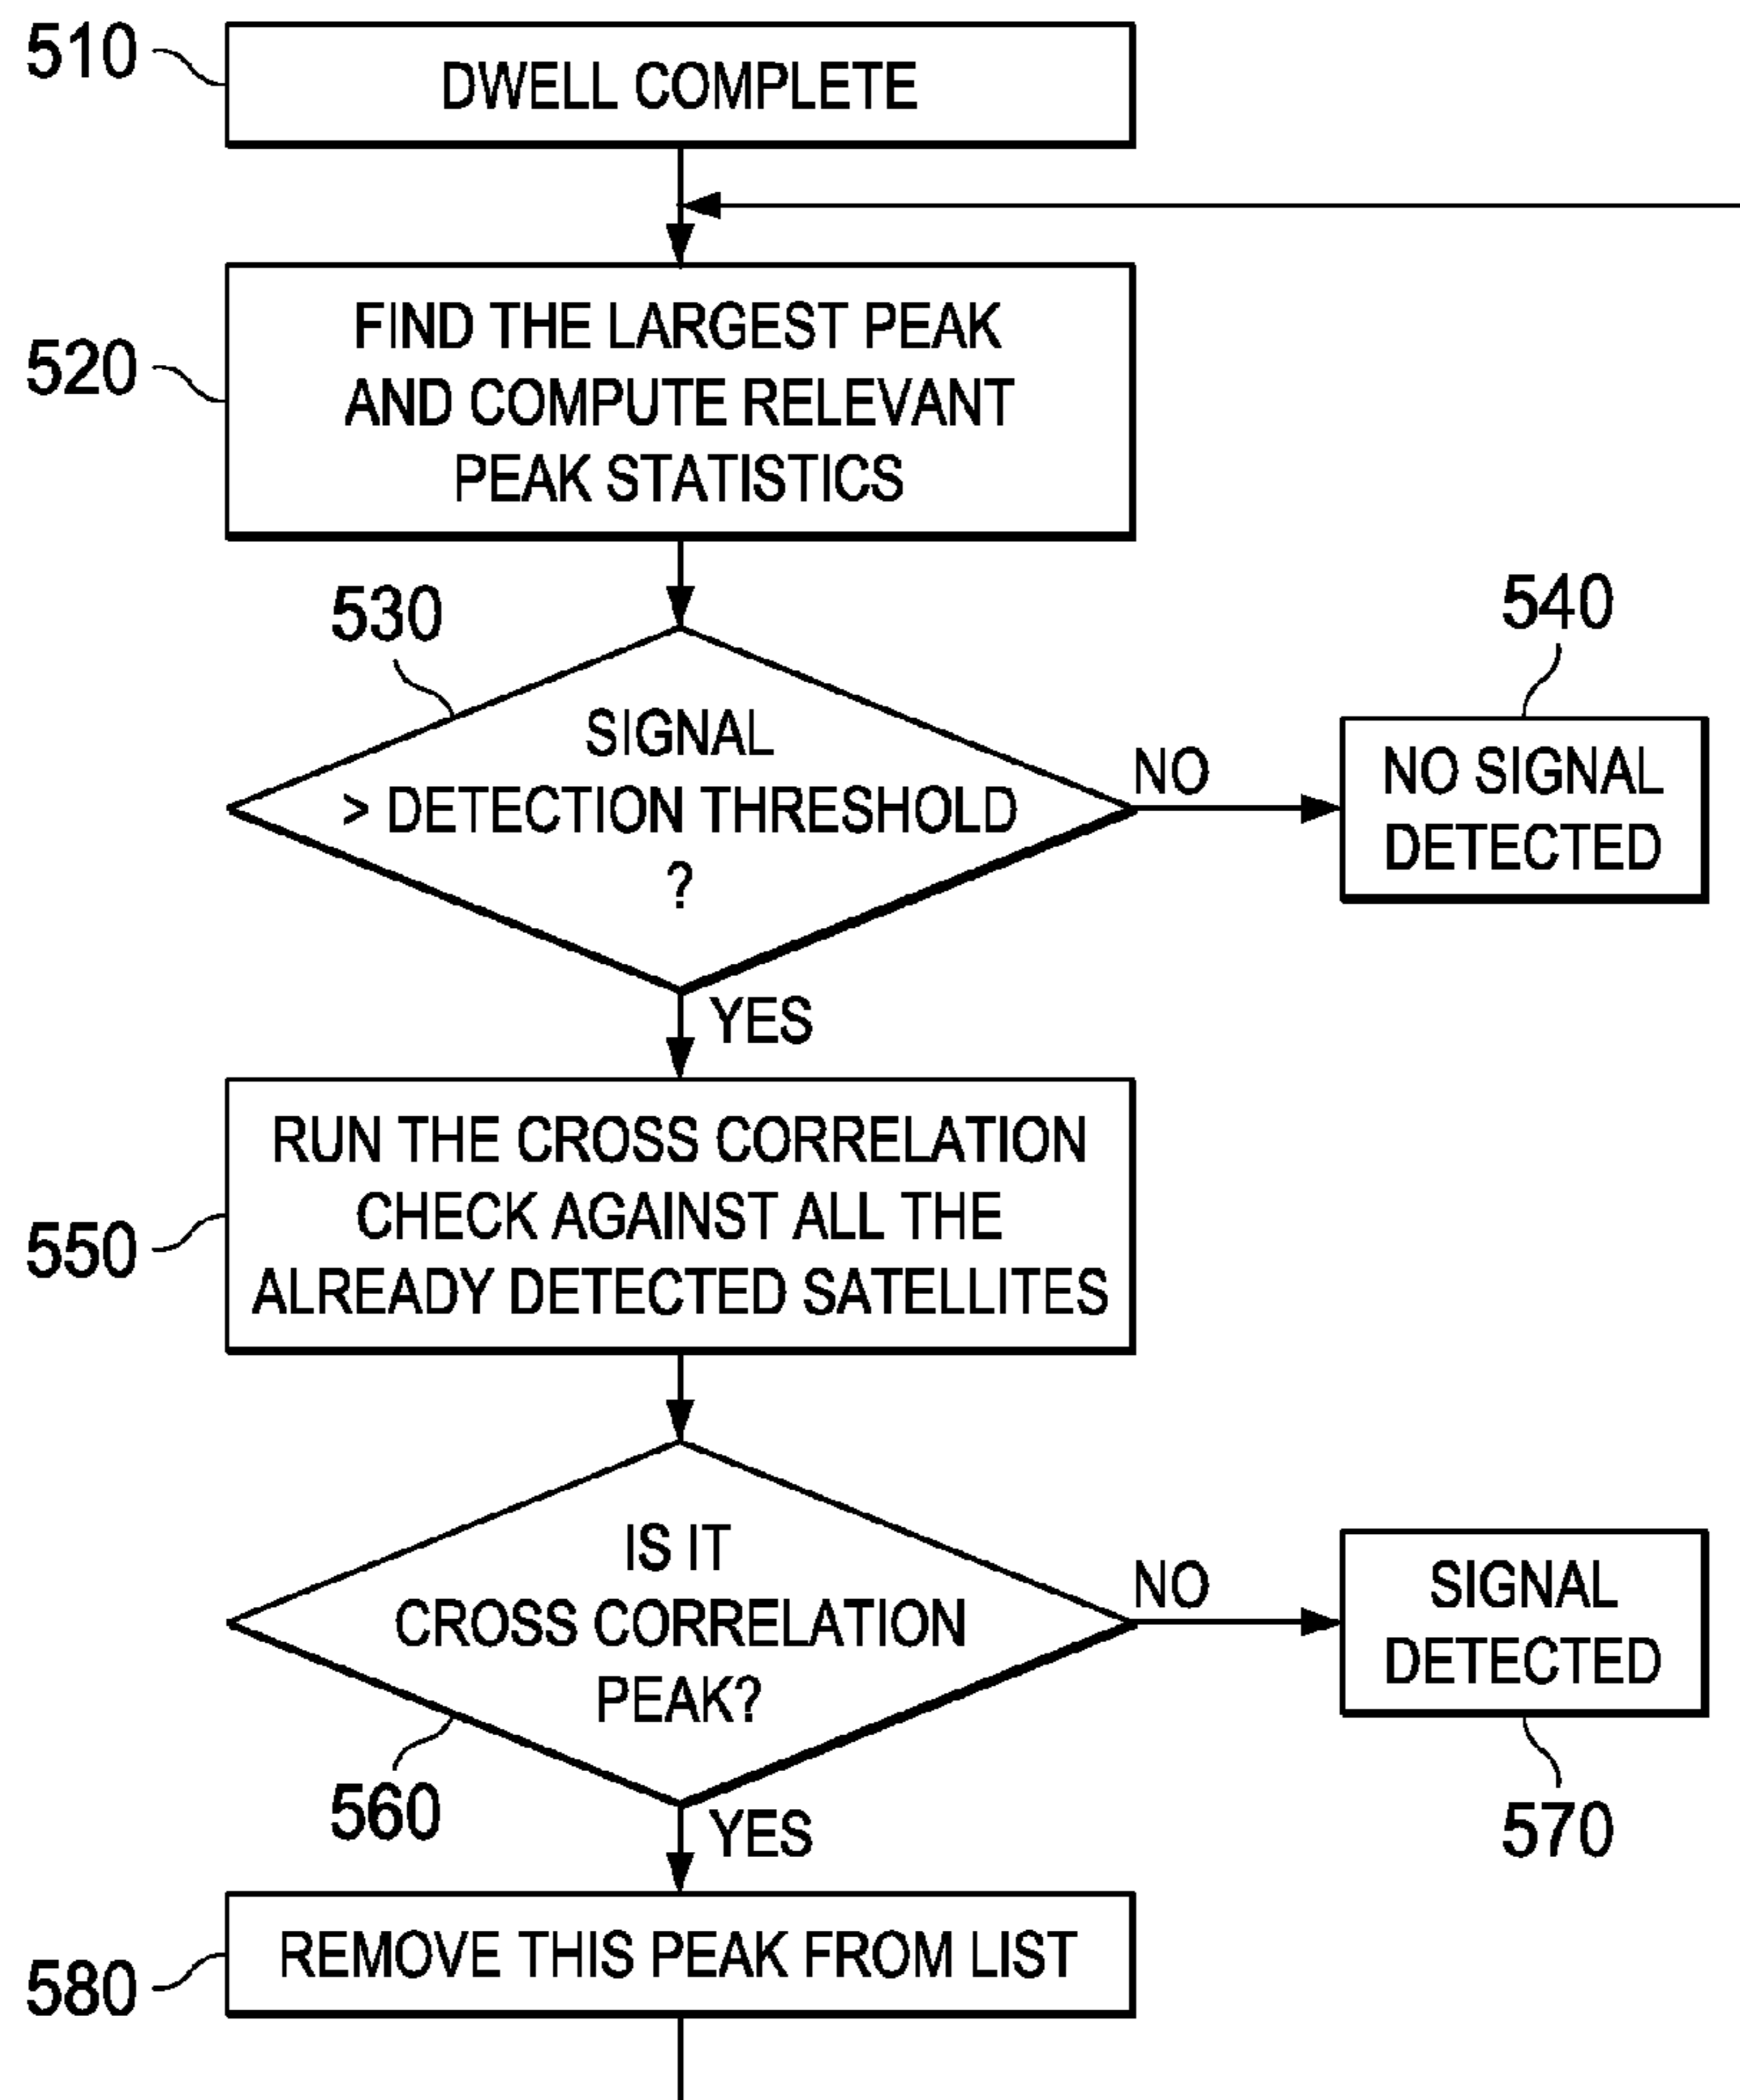 510
DWELL COMPLETE
520
FIND THE LARGEST PEAK
AND COMPUTE RELEVANT
PEAK STATISTICS
530
SIGNAL
> DETECTION THRESHOLD
?
NO
540
NO SIGNAL
DETECTED
YES
550
RUN THE CROSS CORRELATION
CHECK AGAINST ALL THE
ALREADY DETECTED SATELLITES
560
IS IT
CROSS CORRELATION
PEAK?
NO
SIGNAL
DETECTED
570
YES
580
REMOVE THIS PEAK FROM LIST